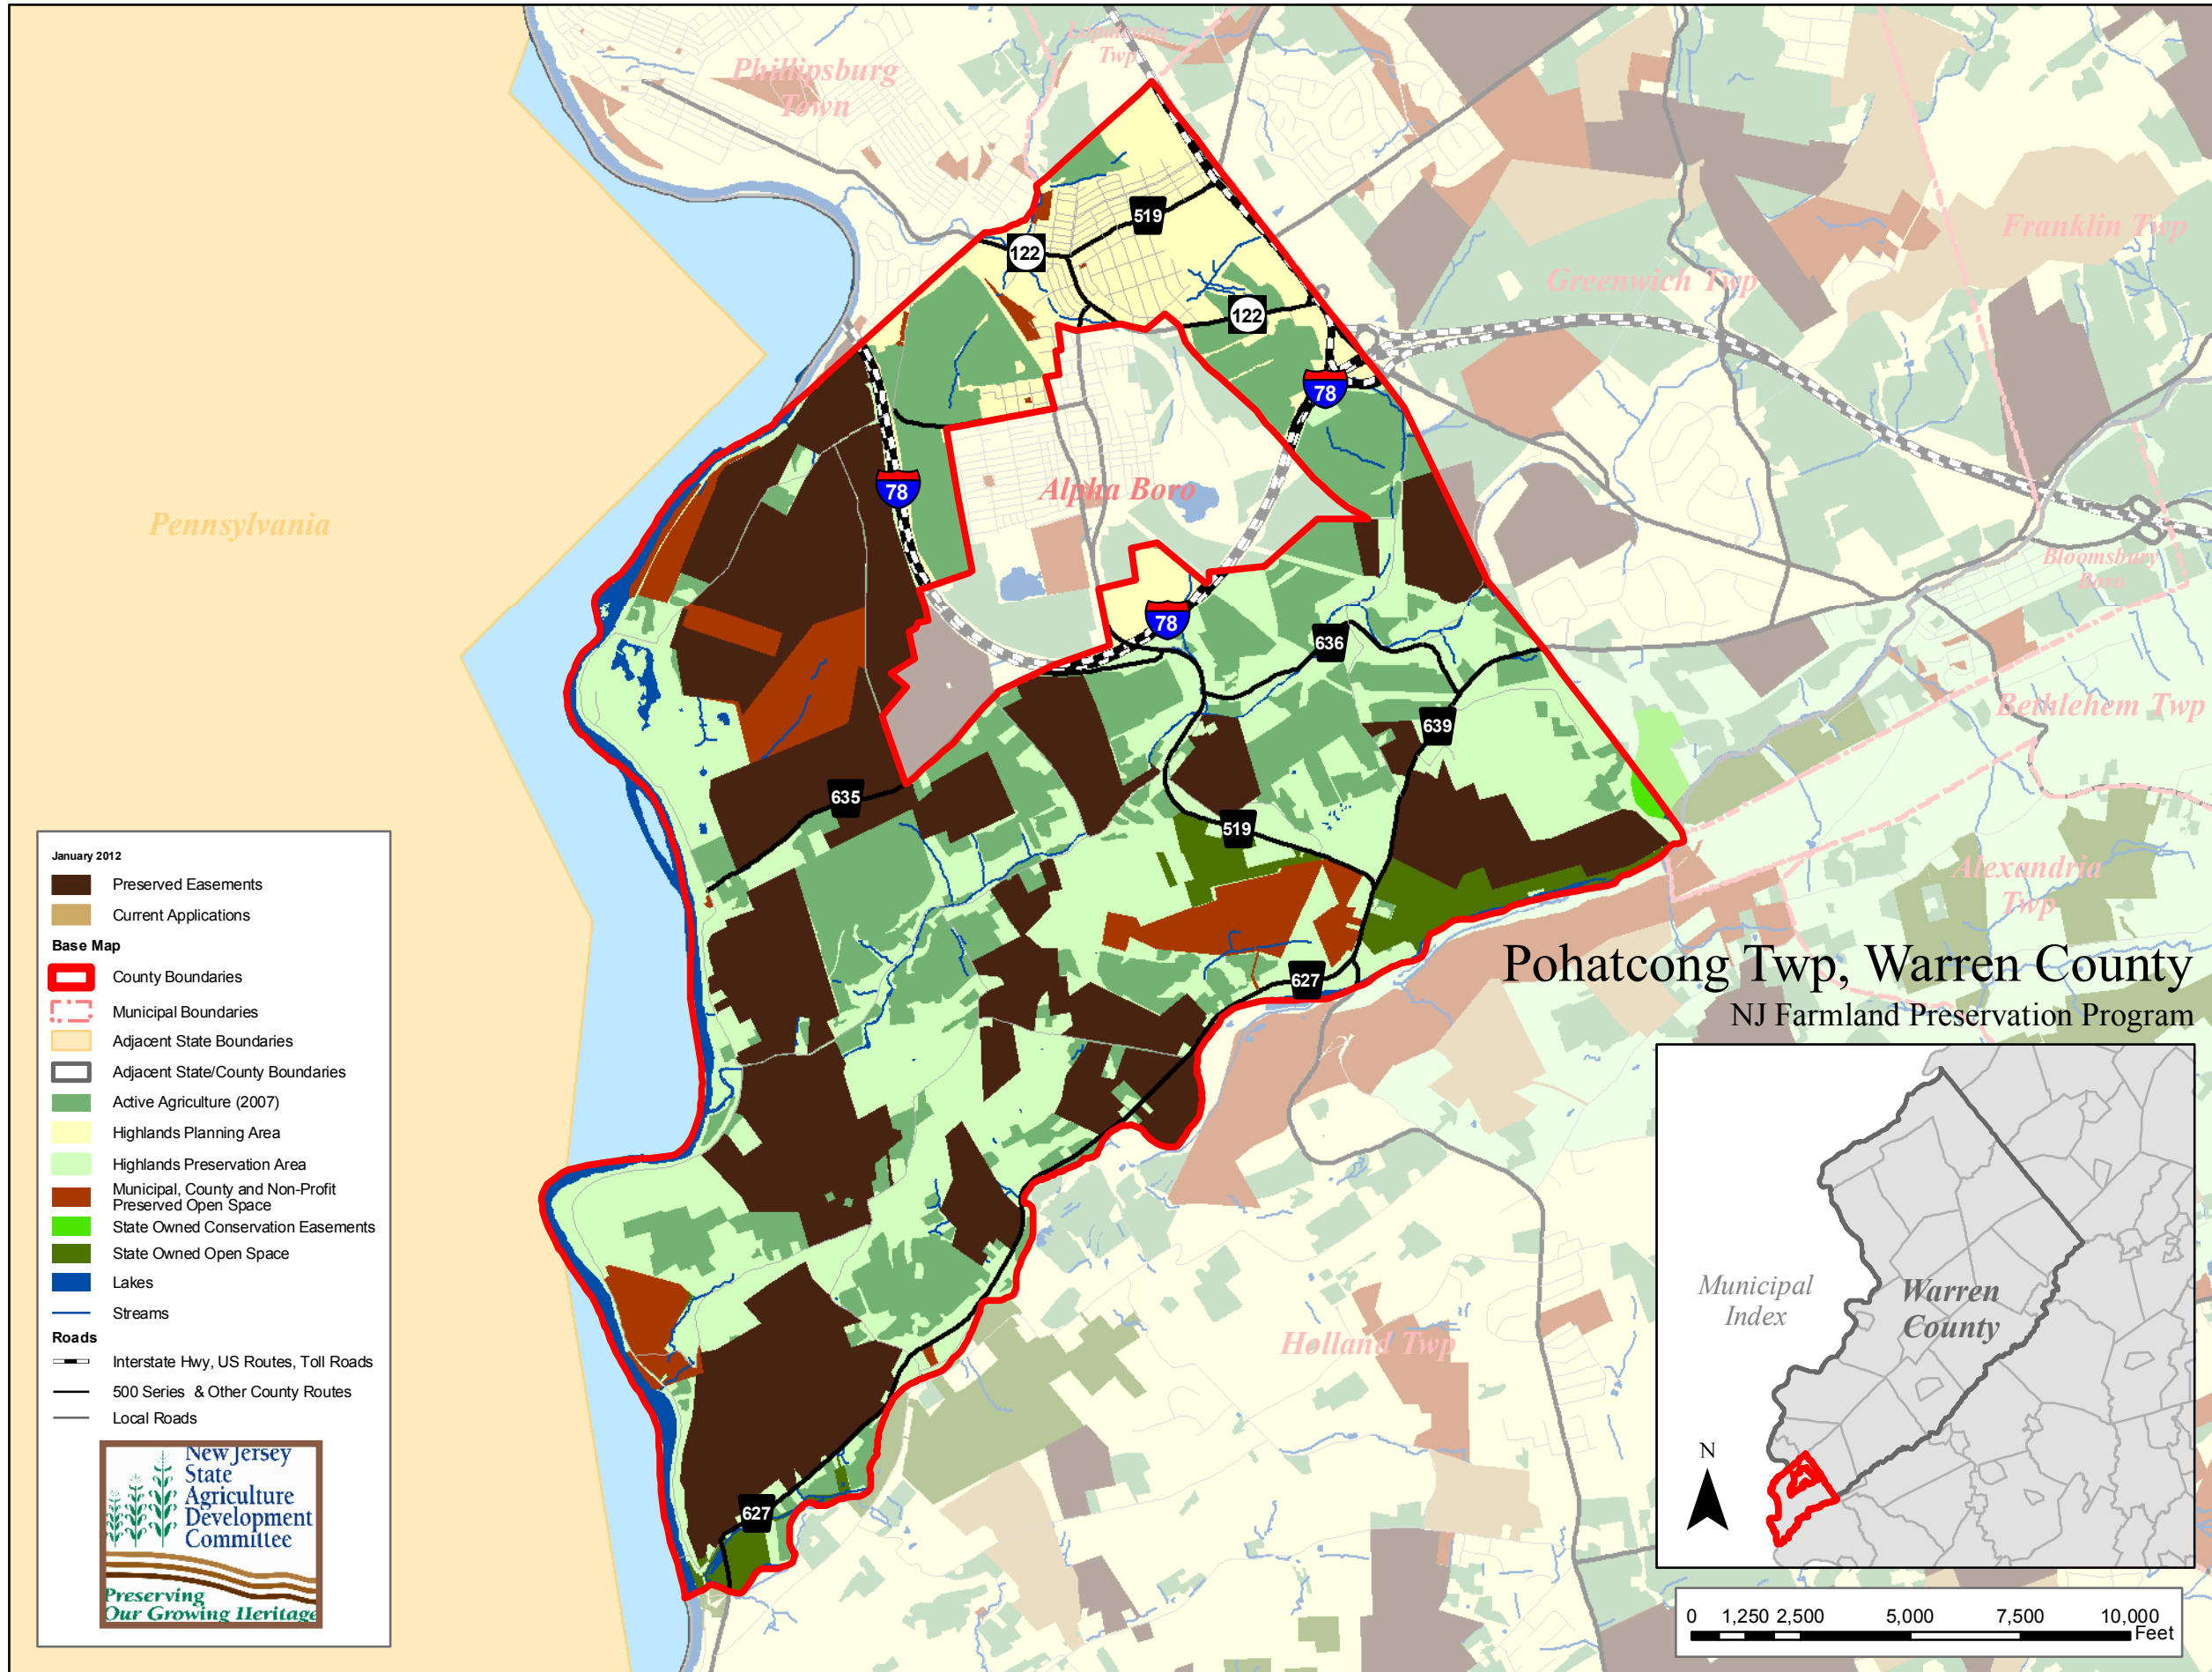 Phillipsburg
Town
Lopatcong
Twp
Franklin Twp
Greenwich Twp
519
122
122
78
78
Alpha Boro
Pennsylvania
Bloomsbury
Boro
78
636
Bethlehem Twp
639
635
519
Alexandria
Twp
627
Pohatcong Twp, Warren County
NJ Farmland Preservation Program
Holland Twp
627
January 2012
Preserved Easements
Current Applications
Base Map
County Boundaries
Municipal Boundaries
Adjacent State Boundaries
Adjacent State/County Boundaries
Active Agriculture (2007)
Highlands Planning Area
Highlands Preservation Area
Municipal, County and Non-Profit
Preserved Open Space
State Owned Conservation Easements
State Owned Open Space
Lakes
Streams
Roads
Interstate Hwy, US Routes, Toll Roads
500 Series & Other County Routes
Local Roads
New Jersey
State
Agriculture
Development
Committee
Preserving
Our Growing Heritage
Municipal
Index
Warren
County
N
0 1,250 2,500 5,000 7,500 10,000
Feet